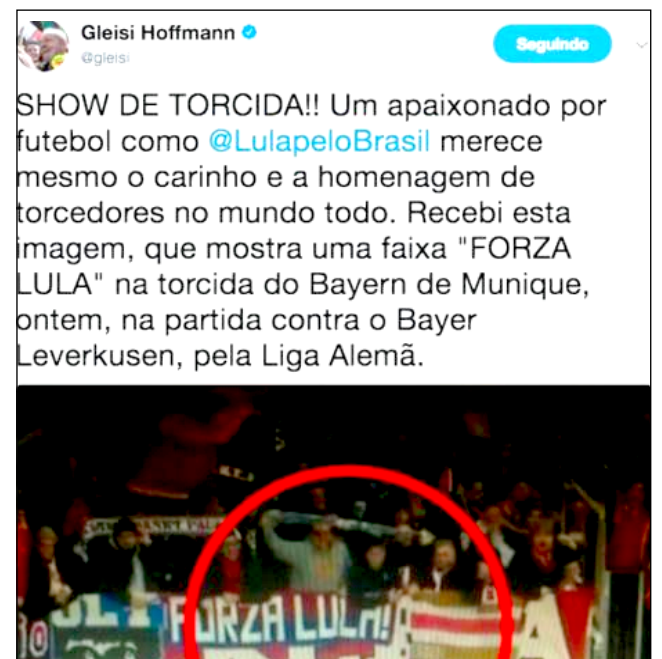 Gleisi Hoffmann
@gleisi
Seguindo
SHOW DE TORCIDA!! Um apaixonado por
futebol como @LulapeloBrasil merece
mesmo o carinho e a homenagem de
torcedores no mundo todo. Recebi esta
imagem, que mostra uma faixa "FORZA
LULA" na torcida do Bayern de Munique,
ontem, na partida contra o Bayer
Leverkusen, pela Liga Alemã.
FORZA LULA!